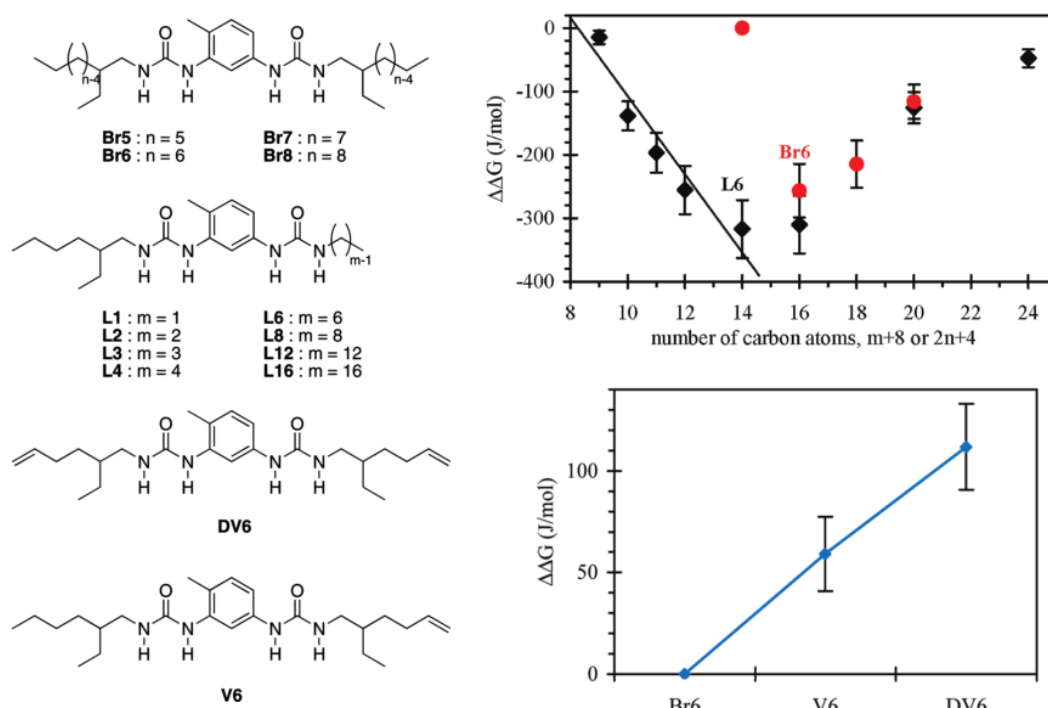 O
O
N
H
N
H
N
H
N
H
n-4
n-4
Br5 : n = 5
Br7 : n = 7
Br6 : n = 6
Br8 : n = 8
O
O
N
H
N
H
N
H
N
H
m-1
L1 : m = 1
L6 : m = 6
L2 : m = 2
L8 : m = 8
L3 : m = 3
L12 : m = 12
L4 : m = 4
L16 : m = 16
O
O
N
H
N
H
N
H
N
H
DV6
O
O
N
H
N
H
N
H
N
H
V6
0
-100
-200
-300
-400
ΔΔG (J/mol)
Br6
L6
8 10 12 14 16 18 20 22 24
number of carbon atoms, m+8 or 2n+4
100
50
0
ΔΔG (J/mol)
Br6 V6 DV6